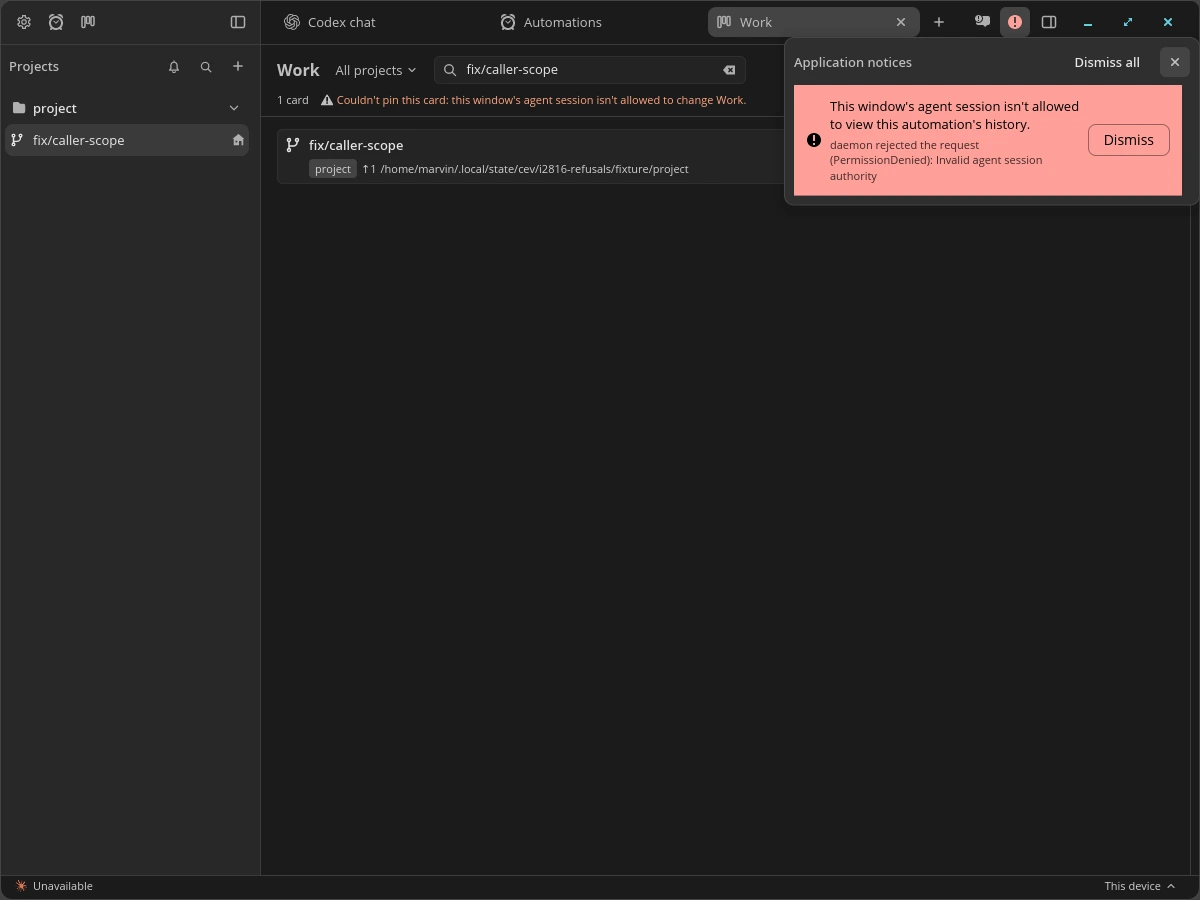 Codex chat
Automations
Work
Projects
project
fix/caller-scope
Work All projects fix/caller-scope
1 card Couldn't pin this card: this window's agent session isn't allowed to change Work.
fix/caller-scope
project ↑1 /home/marvin/.local/state/cev/i2816-refusals/fixture/project
Application notices Dismiss all
This window's agent session isn't allowed
to view this automation's history.
daemon rejected the request
(PermissionDenied): Invalid agent session
authority
Dismiss
Unavailable
This device